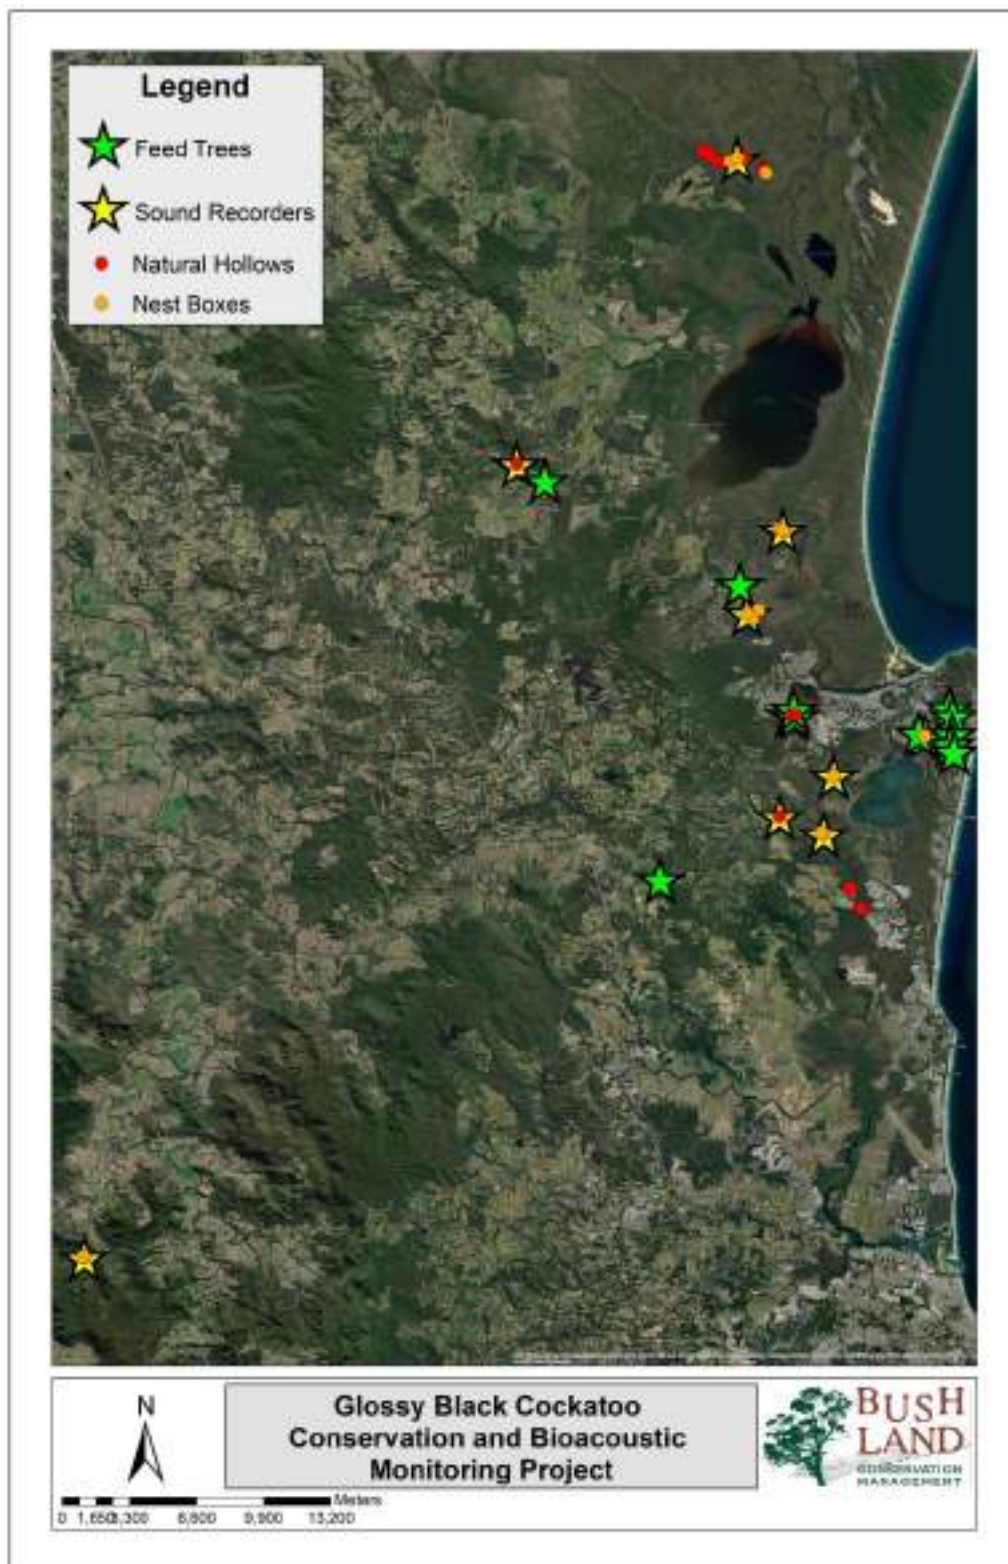 Legend
Feed Trees
Sound Recorders
Natural Hollows
Nest Boxes
N
Meters
0 1,650 3,300 6,600 9,900 13,200
Glossy Black Cockatoo
Conservation and Bioacoustic
Monitoring Project
BUSH
LAND
CONSERVATION
MANAGEMENT